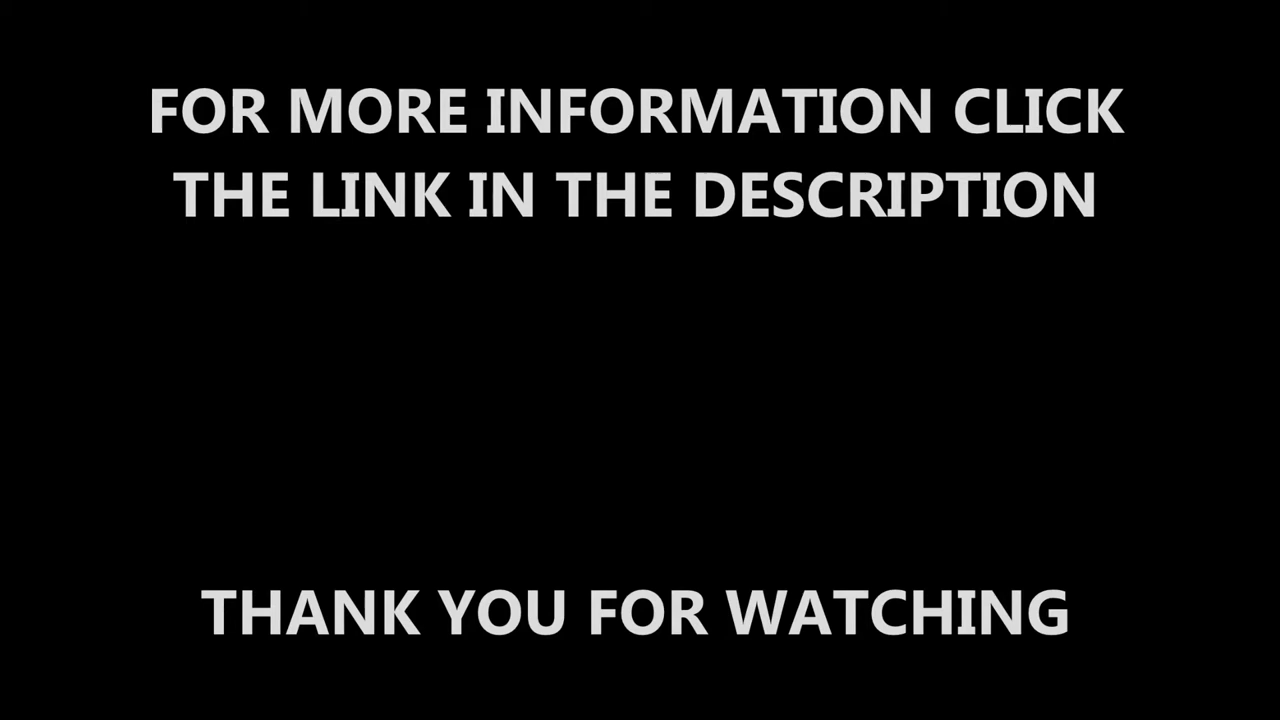 FOR MORE INFORMATION CLICK
THE LINK IN THE DESCRIPTION
THANK YOU FOR WATCHING